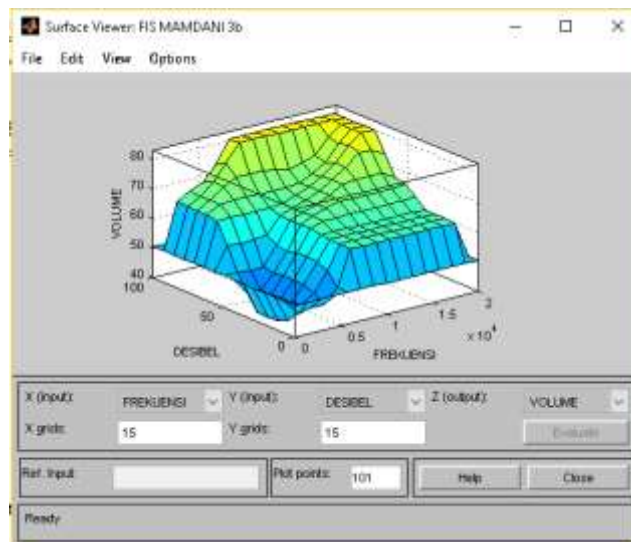 Surface Viewer: FIS MAMDANI 3b
File Edit View Options
80
70
60
50
40
VOLUME
100
50
0
DESIBEL
0
0.5
1
1.5
2
x 10^4
FREKUENSI
X (input): FREKUENSI Y (input): DESIBEL Z (output): VOLUME
X grids: 15 Y grids: 15 Evaluate
Ref. Input: Plot points: 101 Help Close
Ready